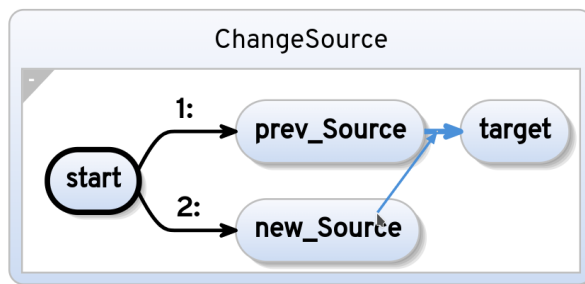 ChangeSource
-
1:
prev_Source
target
start
2:
new_Source